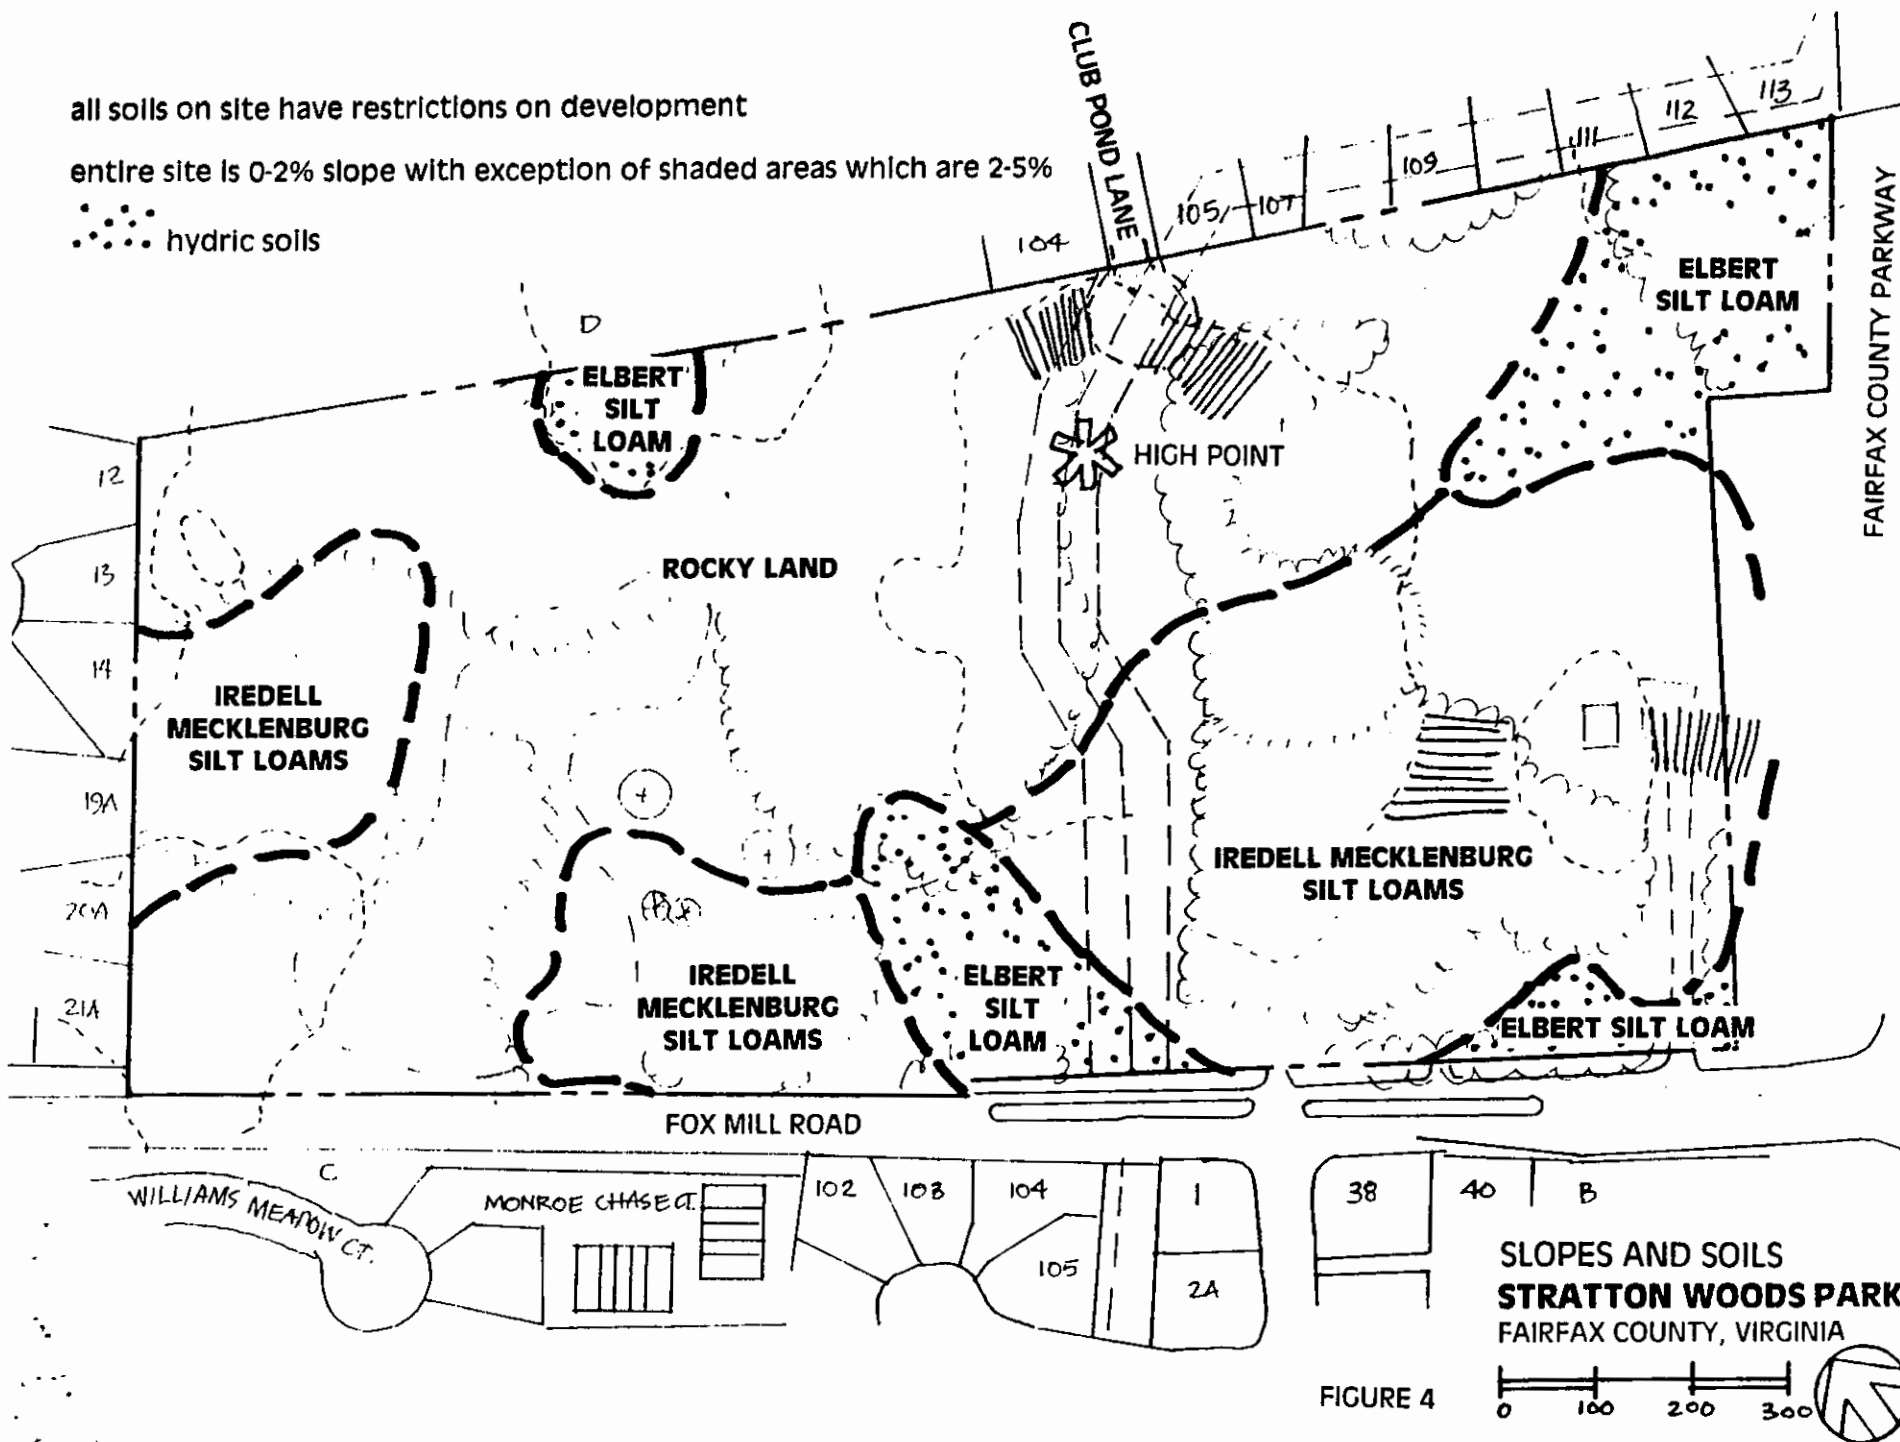 all soils on site have restrictions on development
entire site is 0-2% slope with exception of shaded areas which are 2-5%
hydric soils
CLUB POND LANE
104
105
107
109
111
112
113
FAIRFAX COUNTY PARKWAY
D
ELBERT
SILT
LOAM
ELBERT
SILT LOAM
HIGH POINT
12
13
14
19A
20A
21A
ROCKY LAND
IREDELL
MECKLENBURG
SILT LOAMS
IREDELL MECKLENBURG
SILT LOAMS
IREDELL
MECKLENBURG
SILT LOAMS
ELBERT
SILT
LOAM
ELBERT SILT LOAM
FOX MILL ROAD
C
WILLIAMS MEADOW CT.
MONROE CHASE CT.
102
103
104
105
1
2A
38
40
B
SLOPES AND SOILS
STRATTON WOODS PARK
FAIRFAX COUNTY, VIRGINIA
FIGURE 4
0 100 200 300